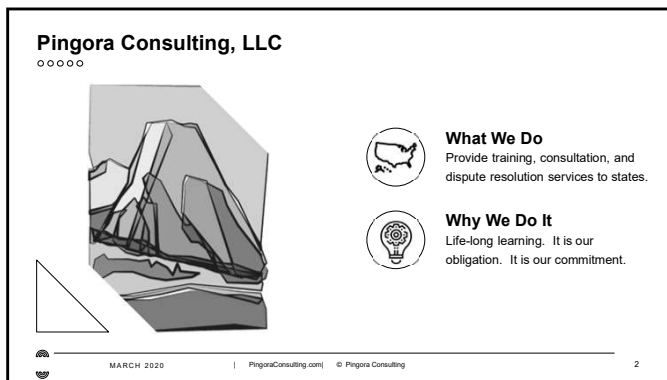 Pingora Consulting, LLC
What We Do
Provide training, consultation, and
dispute resolution services to states.
Why We Do It
Life-long learning.  It is our
obligation.  It is our commitment.
MARCH 2020 | PingoraConsulting.com| © Pingora Consulting 2